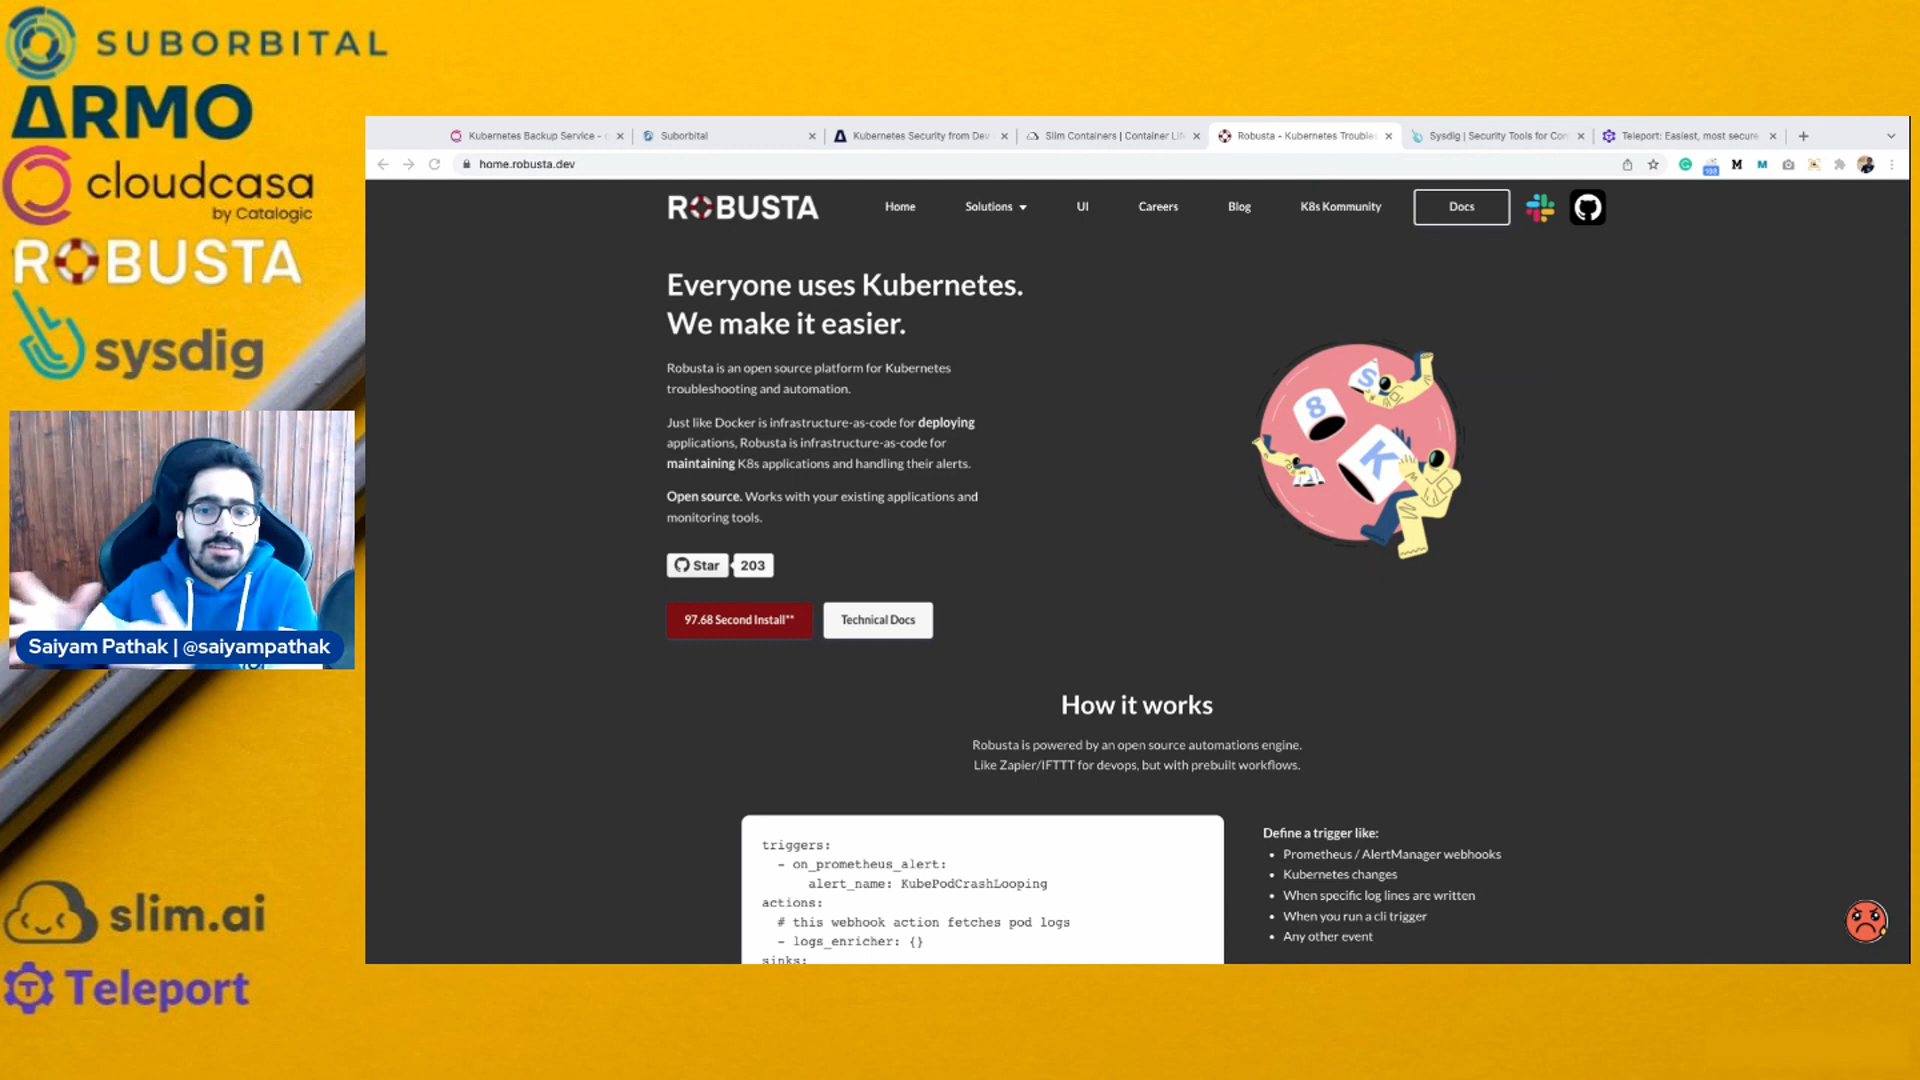 SUBORBITAL
ARMO
cloudcasa
by Catalogic
ROBUSTA
sysdig
Saiyam Pathak | @saiyampathak
slim.ai
Teleport
Kubernetes Backup Service -
Suborbital
Kubernetes Security from Dev
Slim Containers | Container Li
Robusta - Kubernetes Trouble
Sysdig | Security Tools for Con
Teleport: Easiest, most secure
home.robusta.dev
M
M
ROBUSTA
Home
Solutions
UI
Careers
Blog
K8s Kommunity
Docs
Everyone uses Kubernetes.
We make it easier.
Robusta is an open source platform for Kubernetes
troubleshooting and automation.
Just like Docker is infrastructure-as-code for deploying
applications, Robusta is infrastructure-as-code for
maintaining K8s applications and handling their alerts.
Open source. Works with your existing applications and
monitoring tools.
Star
203
97.68 Second Install**
Technical Docs
K
8
S
How it works
Robusta is powered by an open source automations engine.
Like Zapier/IFTTT for devops, but with prebuilt workflows.
triggers:
- on_prometheus_alert:
alert_name: KubePodCrashLooping
actions:
# this webhook action fetches pod logs
- logs_enricher: {}
sinks:
Define a trigger like:
• Prometheus / AlertManager webhooks
• Kubernetes changes
• When specific log lines are written
• When you run a cli trigger
• Any other event